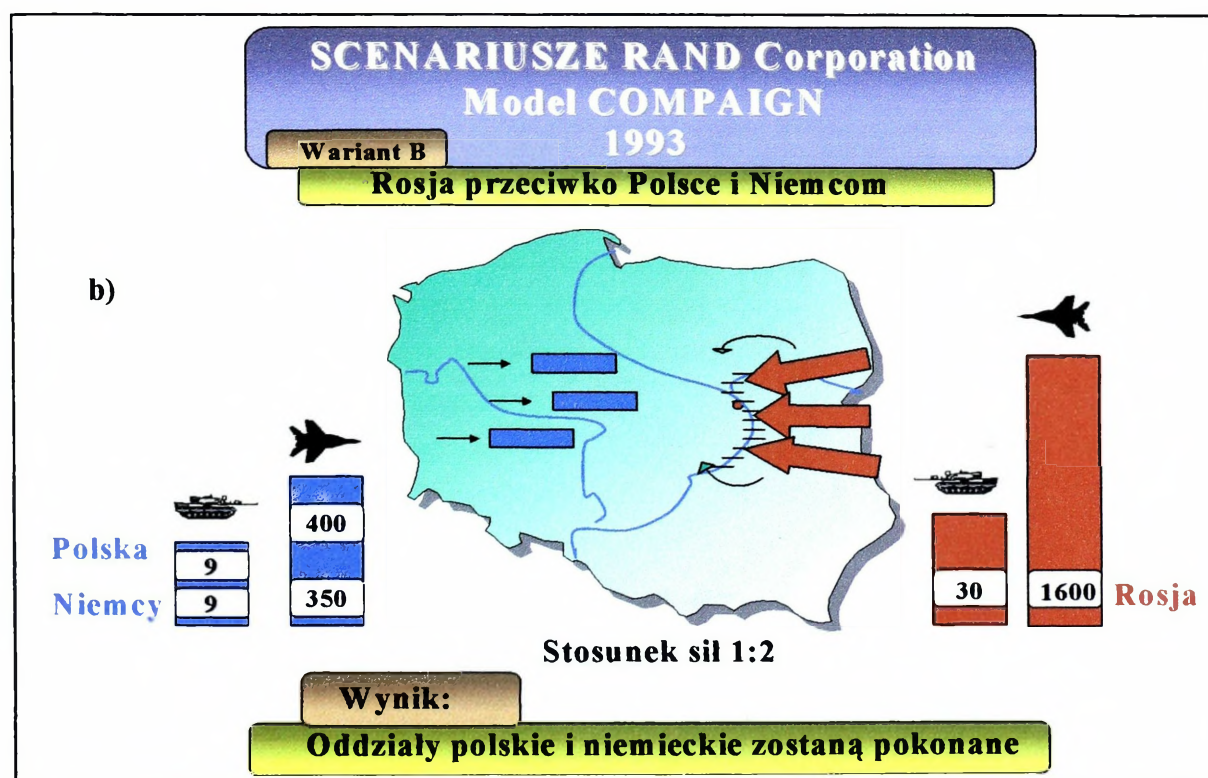 SCENARIUSZE RAND Corporation
Model COMPAIGN
1993
Wariant B
Rosja przeciwko Polsce i Niemcom
b)
Polska
9
400
Niemcy
9
350
30
1600
Rosja
Stosunek sił 1:2
Wynik:
Oddziały polskie i niemieckie zostaną pokonane